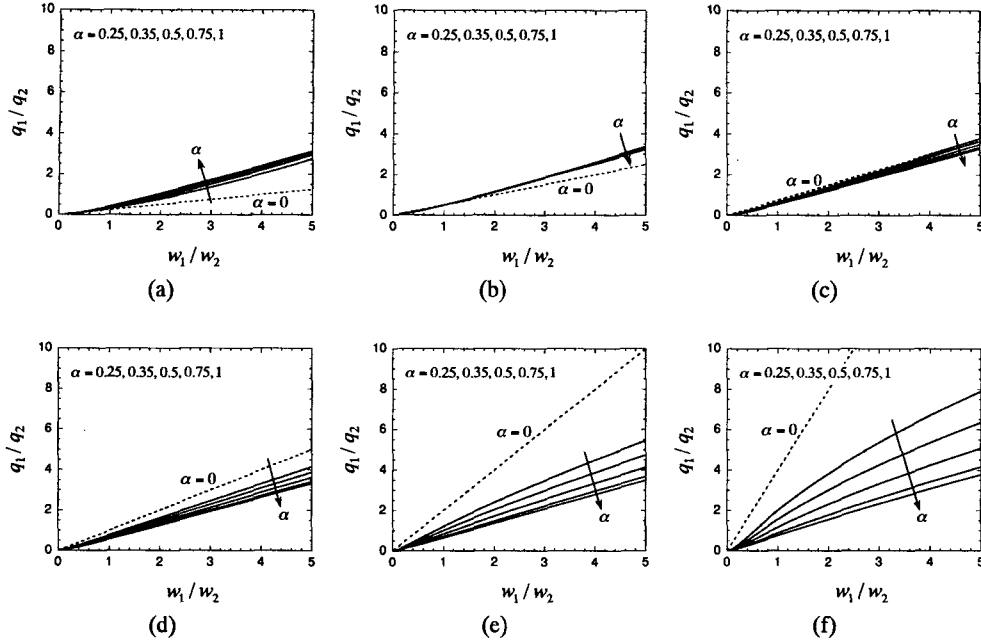 α = 0.25, 0.35, 0.5, 0.75, 1
q₁ / q₂
10
8
6
4
2
0
α
α = 0
0 1 2 3 4 5
w₁ / w₂
(a)
α = 0.25, 0.35, 0.5, 0.75, 1
q₁ / q₂
10
8
6
4
2
0
α
α = 0
0 1 2 3 4 5
w₁ / w₂
(b)
α = 0.25, 0.35, 0.5, 0.75, 1
q₁ / q₂
10
8
6
4
2
0
α
α = 0
0 1 2 3 4 5
w₁ / w₂
(c)
α = 0.25, 0.35, 0.5, 0.75, 1
q₁ / q₂
10
8
6
4
2
0
α = 0
α
0 1 2 3 4 5
w₁ / w₂
(d)
α = 0.25, 0.35, 0.5, 0.75, 1
q₁ / q₂
10
8
6
4
2
0
α = 0
α
0 1 2 3 4 5
w₁ / w₂
(e)
α = 0.25, 0.35, 0.5, 0.75, 1
q₁ / q₂
10
8
6
4
2
0
α = 0
α
0 1 2 3 4 5
w₁ / w₂
(f)